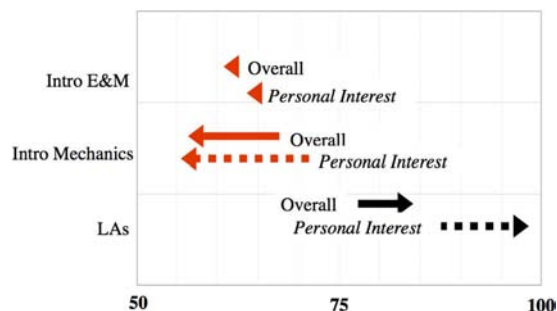 Overall
Intro E&M
Personal Interest
Overall
Intro Mechanics
Personal Interest
Overall
Personal Interest
LAs
50 75 100